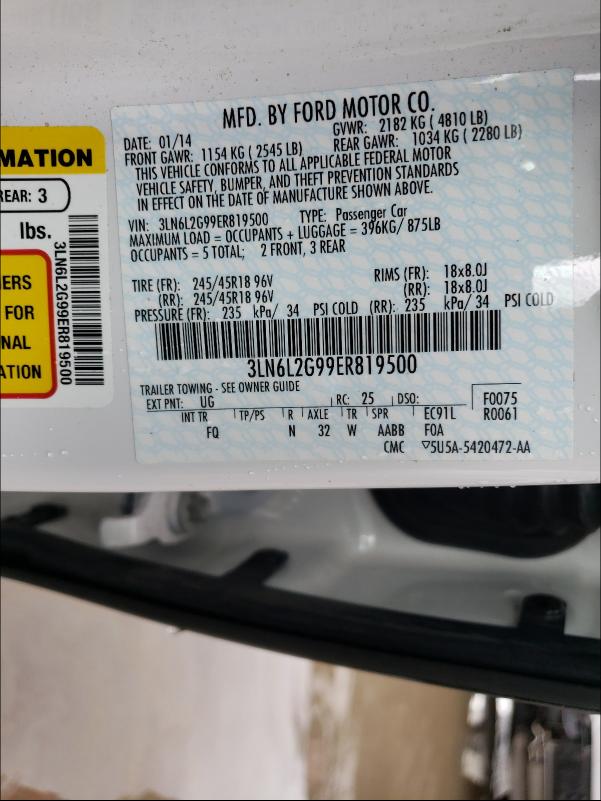 MATION
REAR: 3
lbs.
ERS
FOR
NAL
ATION
3LN6L2G99ER819500
MFD. BY FORD MOTOR CO.
DATE: 01/14 GVWR: 2182 KG ( 4810 LB)
FRONT GAWR: 1154 KG ( 2545 LB) REAR GAWR: 1034 KG ( 2280 LB)
THIS VEHICLE CONFORMS TO ALL APPLICABLE FEDERAL MOTOR
VEHICLE SAFETY, BUMPER, AND THEFT PREVENTION STANDARDS
IN EFFECT ON THE DATE OF MANUFACTURE SHOWN ABOVE.
VIN: 3LN6L2G99ER819500 TYPE: Passenger Car
MAXIMUM LOAD = OCCUPANTS + LUGGAGE = 396KG/ 875LB
OCCUPANTS = 5 TOTAL; 2 FRONT, 3 REAR
TIRE (FR): 245/45R18 96V RIMS (FR): 18x8.0J
(RR): 245/45R18 96V (RR): 18x8.0J
PRESSURE (FR): 235 kPa/ 34 PSI COLD (RR): 235 kPa/ 34 PSI COLD
3LN6L2G99ER819500
TRAILER TOWING - SEE OWNER GUIDE
EXT PNT: UG RC: 25 DSO: F0075
INT TR TP/PS R AXLE TR SPR EC91L R0061
FQ N 32 W AABB FOA
CMC ▽5U5A-5420472-AA